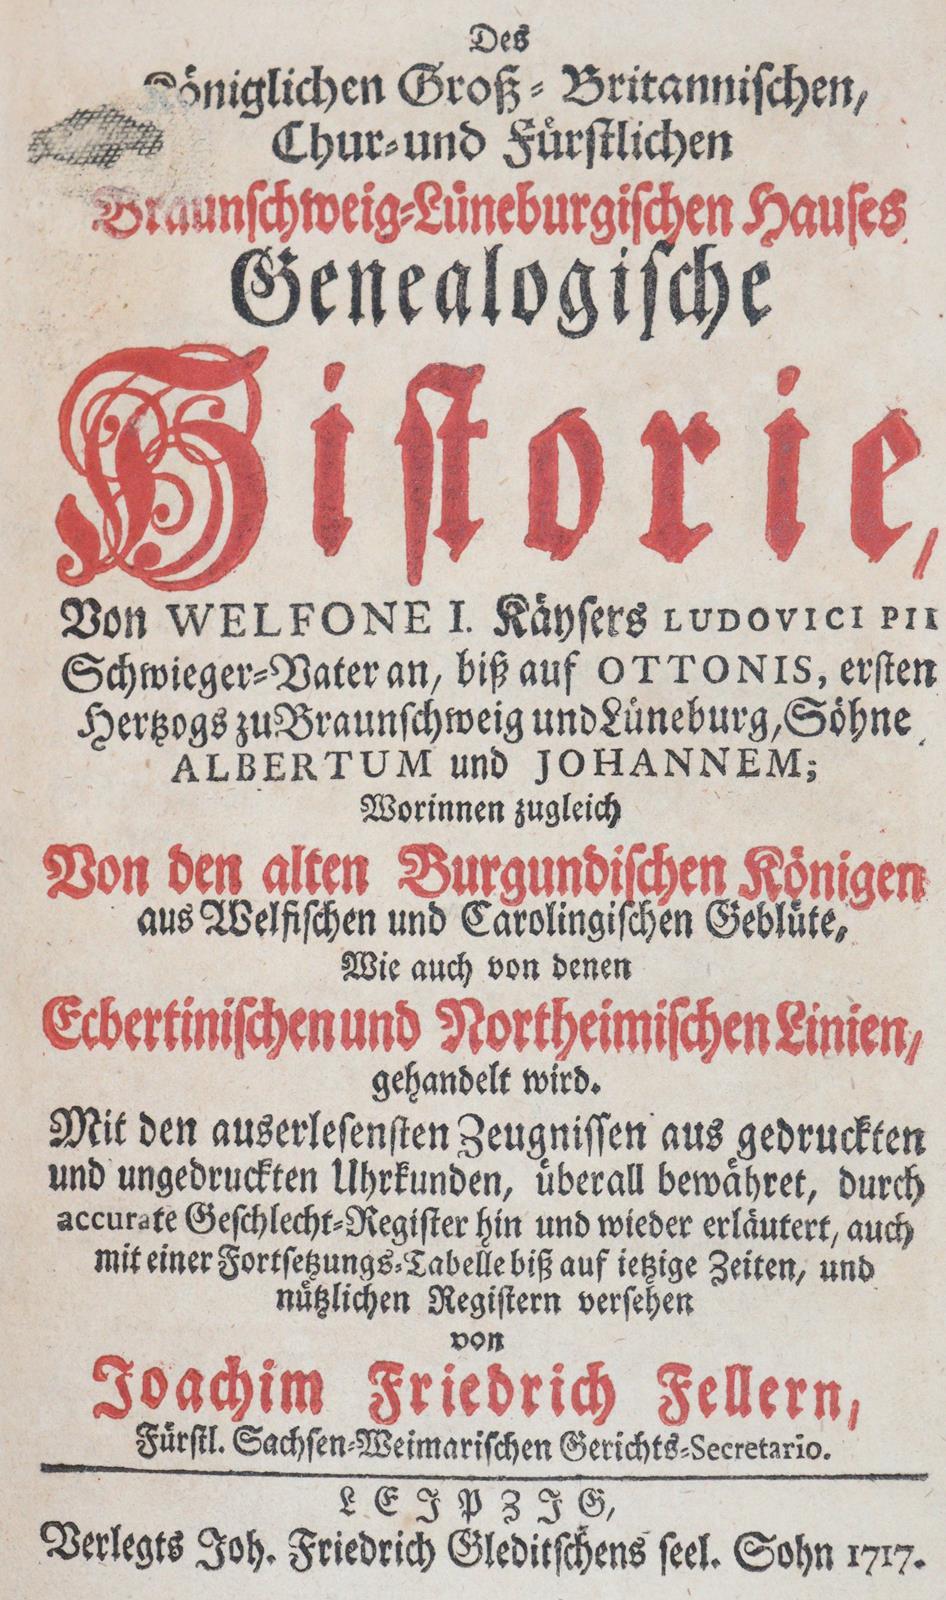 Des
Königlichen Groß-Britannischen,
Chur-und Fürstlichen
Braunschweig-Lüneburgischen Hauses
Genealogische
Historie,
Von WELFONE I. Käysers LUDOVICI PII
Schwieger-Vater an, biß auf OTTONIS, ersten
Hertzogs zu Braunschweig und Lüneburg, Söhne
ALBERTUM und JOHANNEM;
Worinnen zugleich
Von den alten Burgundischen Königen
aus Welfischen und Carolingischen Geblüte,
Wie auch von denen
Ecbertinischen und Northeimischen Linien,
gehandelt wird.
Mit den auserlesensten Zeugnissen aus gedruckten
und ungedruckten Uhrkunden, überall bewähret, durch
accurate Geschlecht-Register hin und wieder erläutert, auch
mit einer Fortsetzungs-Tabelle biß auf ietzige Zeiten, und
nützlichen Registern versehen
von
Joachim Friedrich Fellern,
Fürstl. Sachsen-Weimarischen Gerichts-Secretario.
LEIPZIG,
Verlegts Joh. Friedrich Gleditschens seel. Sohn 1717.